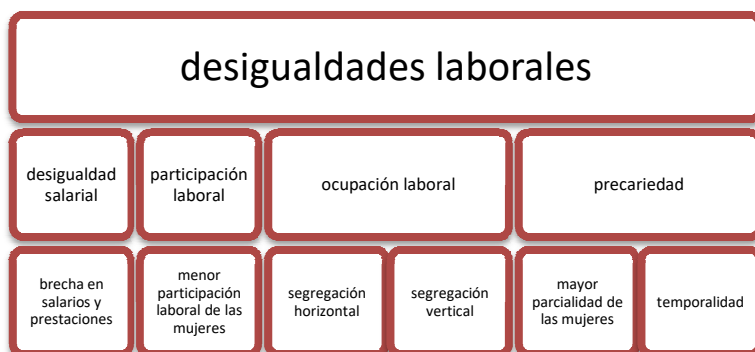 desigualdades laborales
desigualdad
salarial
participación
laboral
ocupación laboral
precariedad
brecha en
salarios y
prestaciones
menor
participación
laboral de las
mujeres
segregación
horizontal
segregación
vertical
mayor
parcialidad de
las mujeres
temporalidad